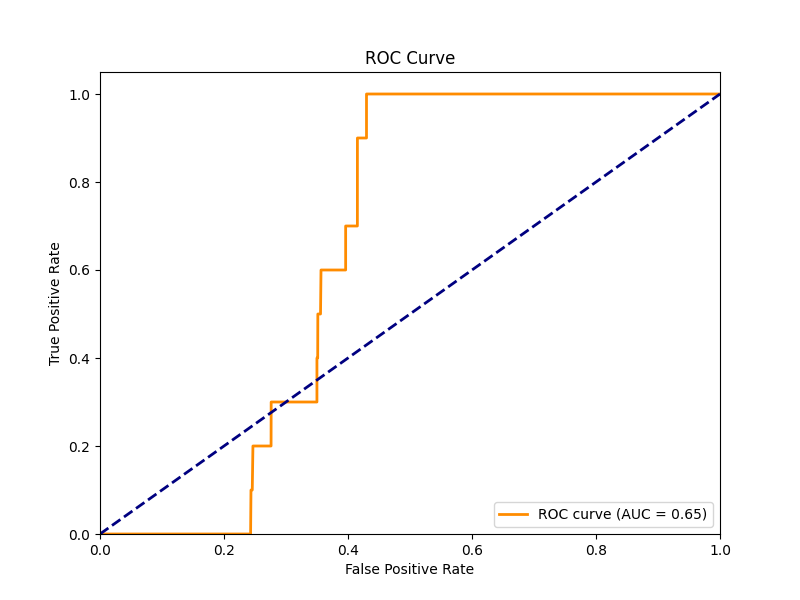 ROC Curve
1.0
0.8
0.6
0.4
0.2
0.0
True Positive Rate
ROC curve (AUC = 0.65)
0.0 0.2 0.4 0.6 0.8 1.0
False Positive Rate